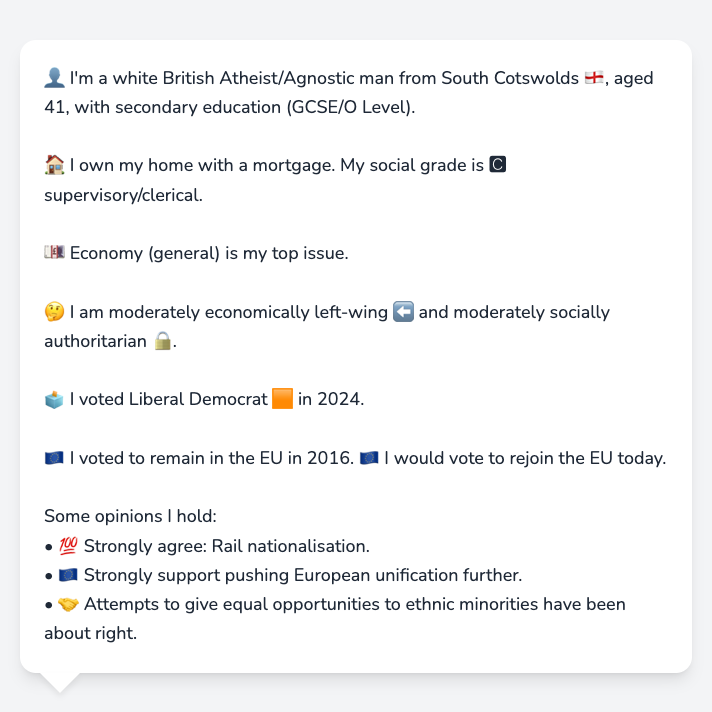 👤 I'm a white British Atheist/Agnostic man from South Cotswolds 🏴󠁧󠁢󠁥󠁮󠁧󠁿, aged
41, with secondary education (GCSE/O Level).
🏠 I own my home with a mortgage. My social grade is 🅲
supervisory/clerical.
💷 Economy (general) is my top issue.
🤔 I am moderately economically left-wing ⬅️ and moderately socially
authoritarian 🔒.
🗳️ I voted Liberal Democrat 🟧 in 2024.
🇪🇺 I voted to remain in the EU in 2016. 🇪🇺 I would vote to rejoin the EU today.
Some opinions I hold:
• 💯 Strongly agree: Rail nationalisation.
• 🇪🇺 Strongly support pushing European unification further.
• 🤝 Attempts to give equal opportunities to ethnic minorities have been
about right.